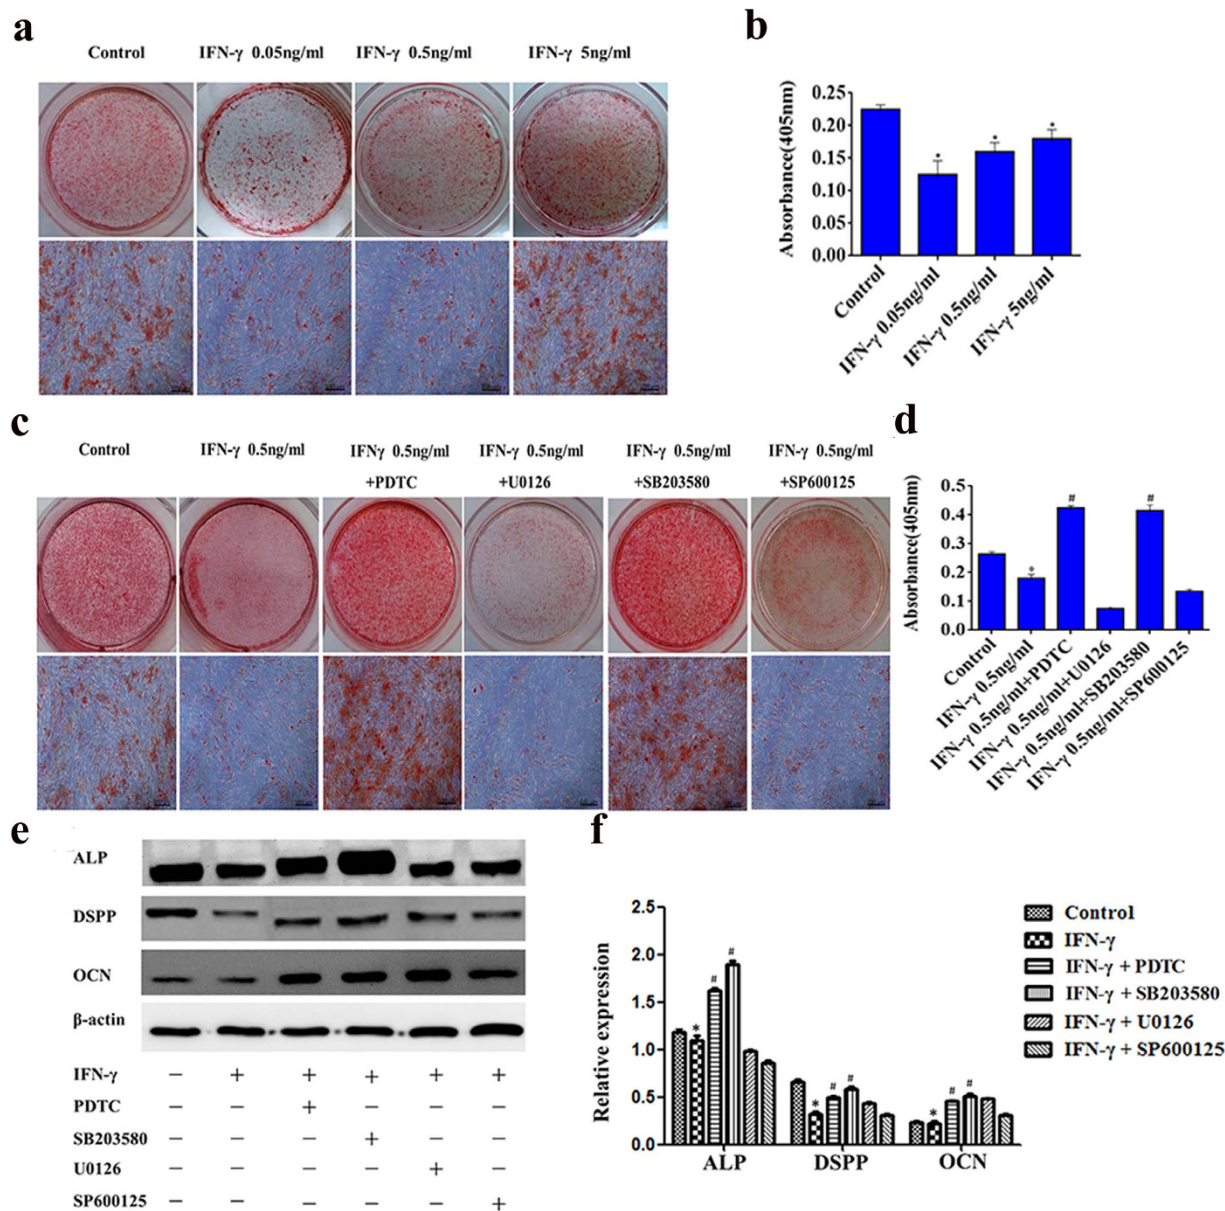 a
Control
IFN-γ 0.05ng/ml
IFN-γ 0.5ng/ml
IFN-γ 5ng/ml
b
Absorbance(405nm)
0.25
0.20
0.15
0.10
0.05
0.00
*
*
*
Control
IFN-γ 0.05ng/ml
IFN-γ 0.5ng/ml
IFN-γ 5ng/ml
c
Control
IFN-γ 0.5ng/ml
IFNγ 0.5ng/ml
+PDTC
IFN-γ 0.5ng/ml
+U0126
IFN-γ 0.5ng/ml
+SB203580
IFN-γ 0.5ng/ml
+SP600125
d
Absorbance(405nm)
0.5
0.4
0.3
0.2
0.1
0.0
*
#
#
Control
IFN-γ 0.5ng/ml
IFN-γ 0.5ng/ml+PDTC
IFN-γ 0.5ng/ml+U0126
IFN-γ 0.5ng/ml+SB203580
IFN-γ 0.5ng/ml+SP600125
e
ALP
DSPP
OCN
β-actin
IFN-γ − + + + + +
PDTC − − + − − −
SB203580 − − − + − −
U0126 − − − − + −
SP600125 − − − − − +
f
Relative expression
2.5
2.0
1.5
1.0
0.5
0.0
* # #
* # #
* # #
ALP DSPP OCN
Control
IFN-γ
IFN-γ + PDTC
IFN-γ + SB203580
IFN-γ + U0126
IFN-γ + SP600125